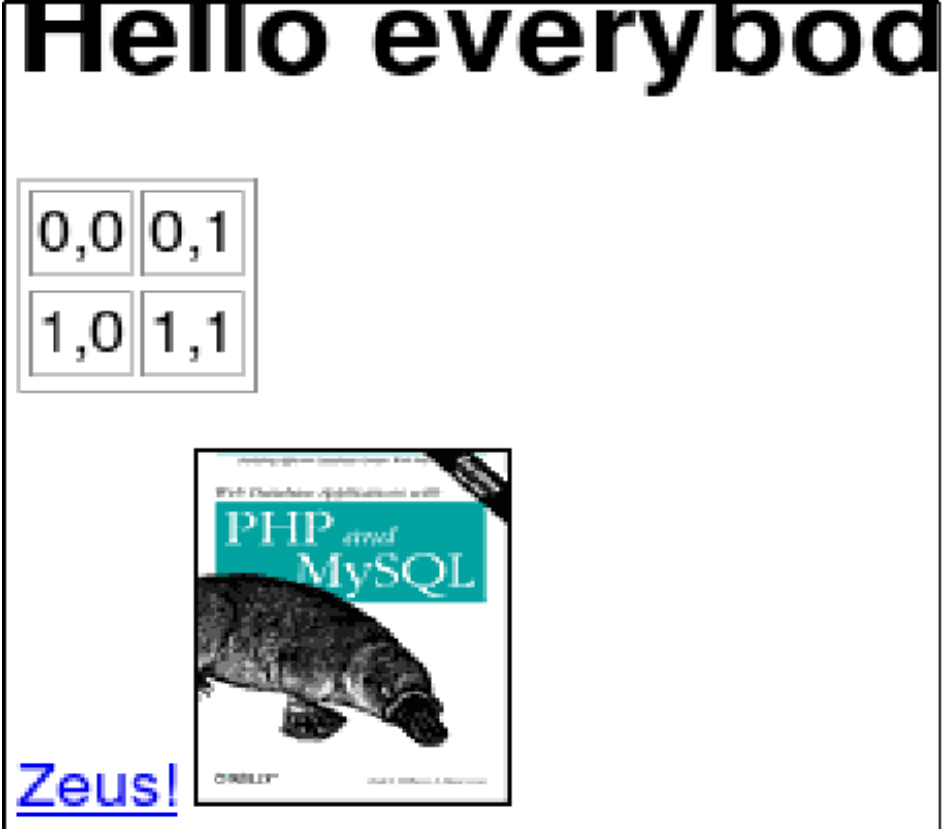 Hello everybod
0,0 0,1
1,0 1,1
Web Database Applications with
PHP and
MySQL
O'REILLY
Zeus!